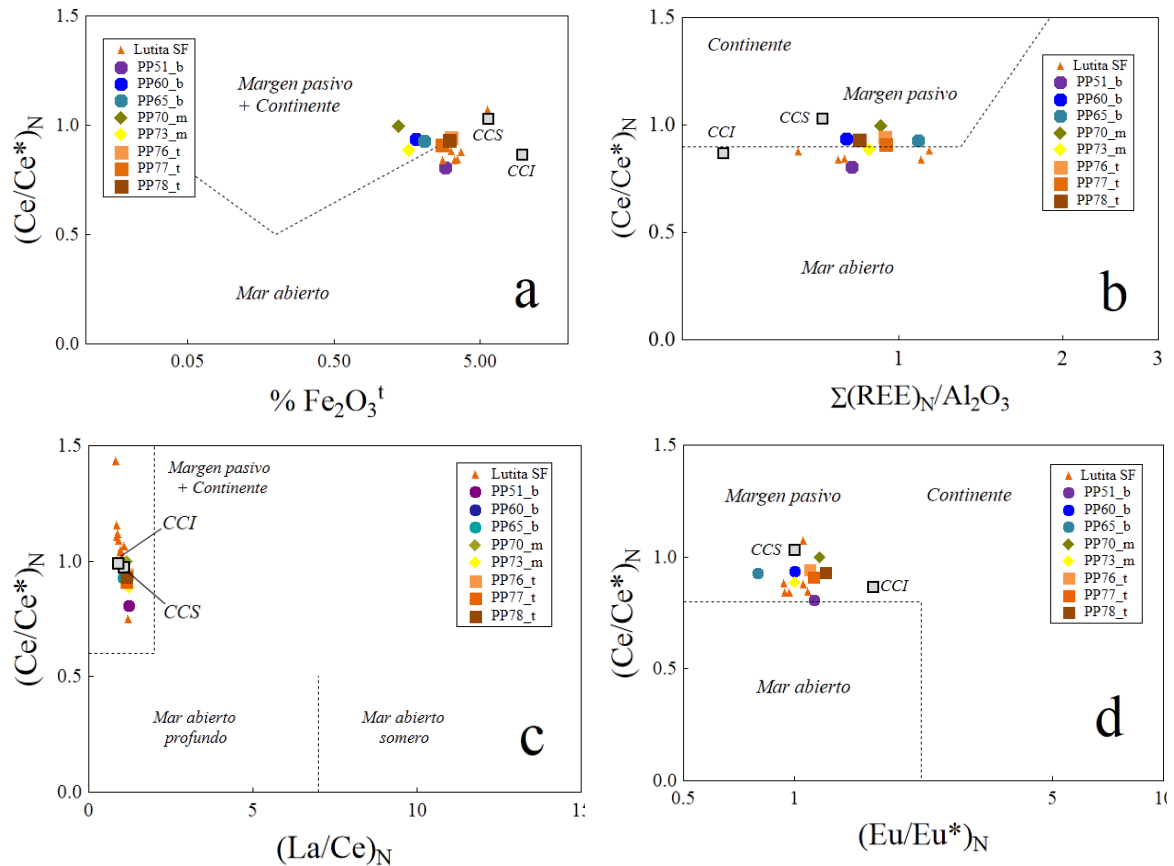 1.5
1.0
0.5
0.0
(Ce/Ce*)N
Lutita SF
PP51_b
PP60_b
PP65_b
PP70_m
PP73_m
PP76_t
PP77_t
PP78_t
Margen pasivo
+ Continente
CCS
CCI
Mar abierto
a
0.05
0.50
5.00
% Fe2O3t
1.5
1.0
0.5
0.0
(Ce/Ce*)N
Continente
Margen pasivo
CCS
CCI
Mar abierto
Lutita SF
PP51_b
PP60_b
PP65_b
PP70_m
PP73_m
PP76_t
PP77_t
PP78_t
b
1
2
3
Σ(REE)N/Al2O3
1.5
1.0
0.5
0.0
(Ce/Ce*)N
Margen pasivo
+ Continente
CCI
CCS
Lutita SF
PP51_b
PP60_b
PP65_b
PP70_m
PP73_m
PP76_t
PP77_t
PP78_t
Mar abierto
profundo
Mar abierto
somero
c
0
5
10
15
(La/Ce)N
1.5
1.0
0.5
0.0
(Ce/Ce*)N
Margen pasivo
Continente
CCS
CCI
Lutita SF
PP51_b
PP60_b
PP65_b
PP70_m
PP73_m
PP76_t
PP77_t
PP78_t
Mar abierto
d
0.5
1
5
10
(Eu/Eu*)N